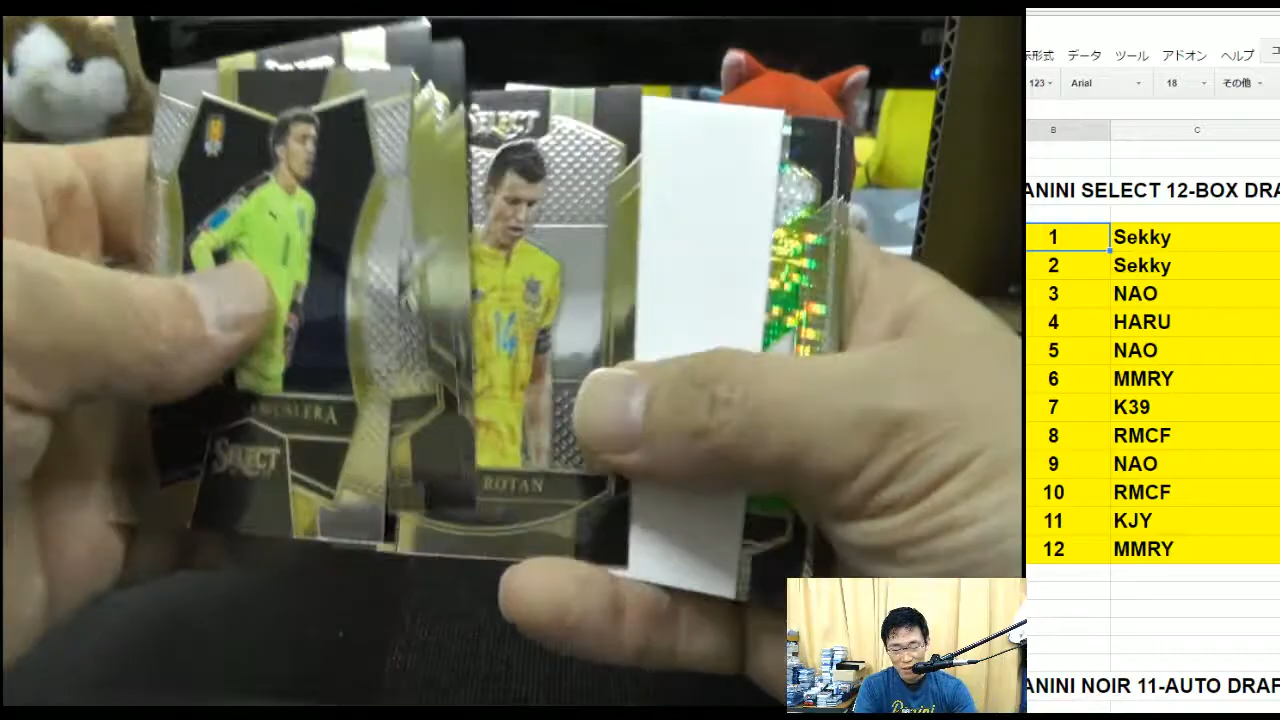 示形式 データ ツール アドオン ヘルプ コ
123 Arial 18 その他
B C
ANINI SELECT 12-BOX DRA
1 Sekky
2 Sekky
3 NAO
4 HARU
5 NAO
6 MMRY
7 K39
8 RMCF
9 NAO
10 RMCF
11 KJY
12 MMRY
ANINI NOIR 11-AUTO DRAF
SELECT
14
ROTAN
SELECT
Panini